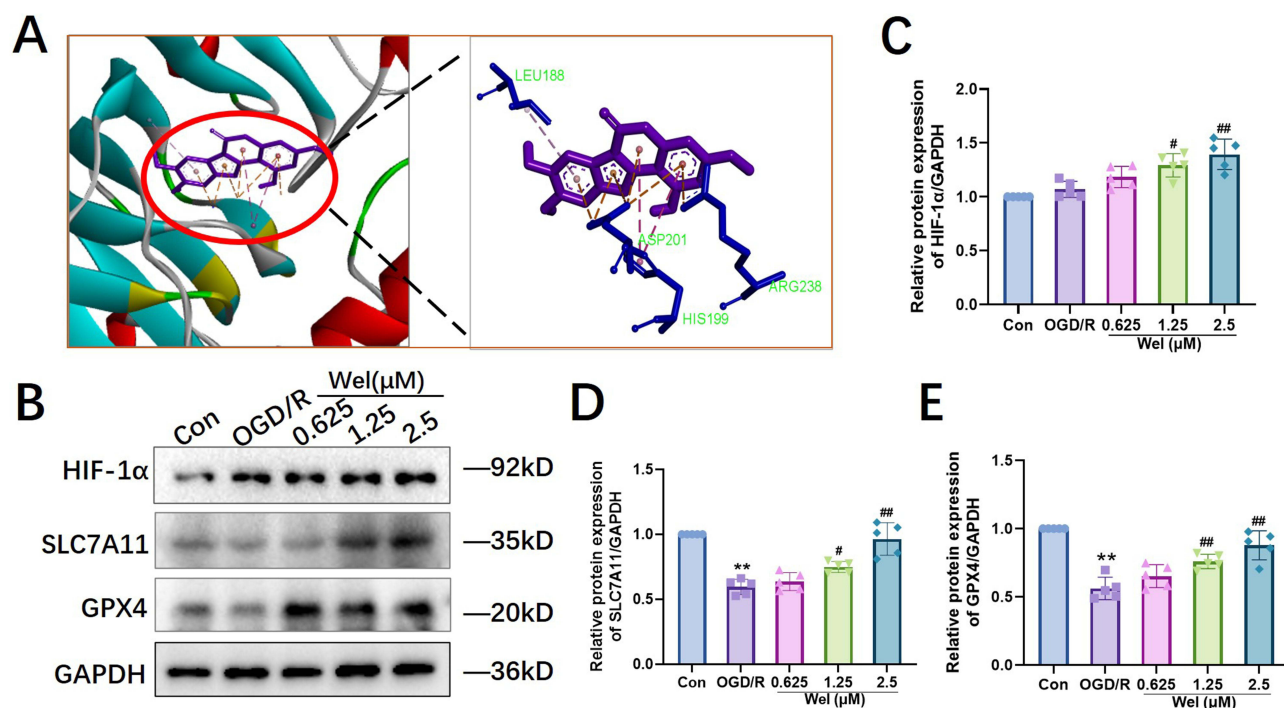 A
LEU188
ASP201
ARG238
HIS199
C
Relative protein expression
of HIF-1α/GAPDH
2.0
1.5
1.0
0.5
0.0
#
##
Con
OGD/R
0.625
1.25
2.5
Wel (μM)
B
Wel(μM)
Con
OGD/R
0.625
1.25
2.5
HIF-1α
—92kD
SLC7A11
—35kD
GPX4
—20kD
GAPDH
—36kD
D
Relative protein expression
of SLC7A11/GAPDH
1.5
1.0
0.5
0.0
**
#
##
Con
OGD/R
0.625
1.25
2.5
Wel (μM)
E
Relative protein expression
of GPX4/GAPDH
1.5
1.0
0.5
0.0
**
##
##
Con
OGD/R
0.625
1.25
2.5
Wel (μM)